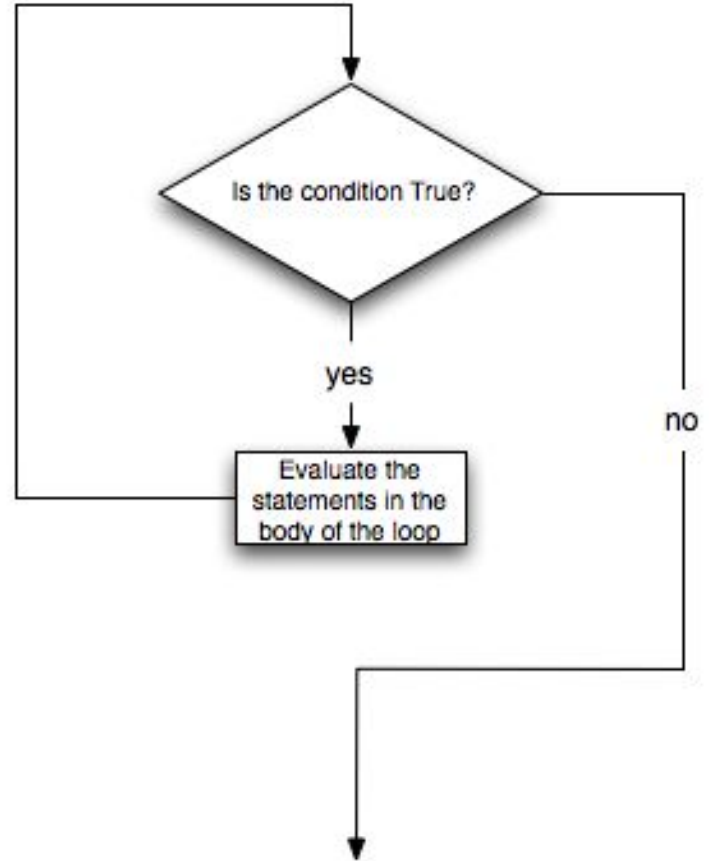 Is the condition True?
yes
no
Evaluate the
statements in the
body of the loop